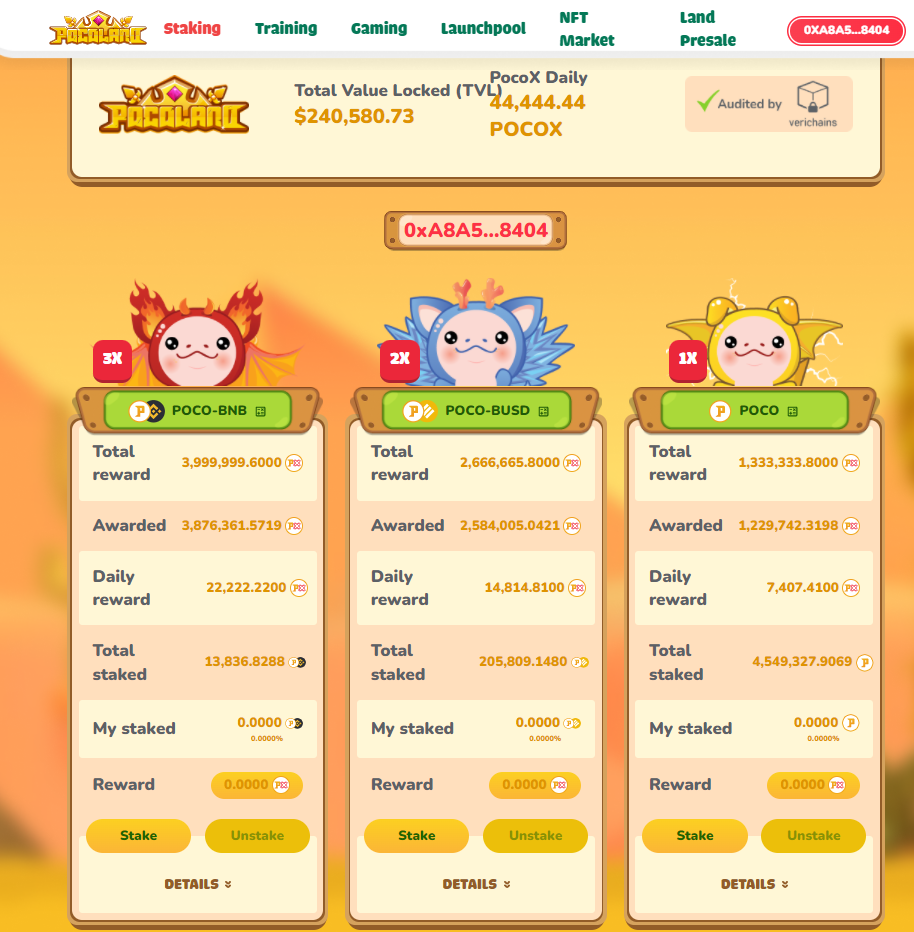 POCOLAND
Staking
Training
Gaming
Launchpool
NFT
Market
Land
Presale
0XA8A5...8404
POCOLAND
Total Value Locked (TVL)
$240,580.73
PocoX Daily
44,444.44
POCOX
Audited by
verichains
0xA8A5...8404
3X
POCO-BNB
Total
reward
3,999,999.6000
Awarded
3,876,361.5719
Daily
reward
22,222.2200
Total
staked
13,836.8288
My staked
0.0000
0.0000%
Reward
0.0000
Stake
Unstake
DETAILS
2X
POCO-BUSD
Total
reward
2,666,665.8000
Awarded
2,584,005.0421
Daily
reward
14,814.8100
Total
staked
205,809.1480
My staked
0.0000
0.0000%
Reward
0.0000
Stake
Unstake
DETAILS
1X
POCO
Total
reward
1,333,333.8000
Awarded
1,229,742.3198
Daily
reward
7,407.4100
Total
staked
4,549,327.9069
My staked
0.0000
0.0000%
Reward
0.0000
Stake
Unstake
DETAILS